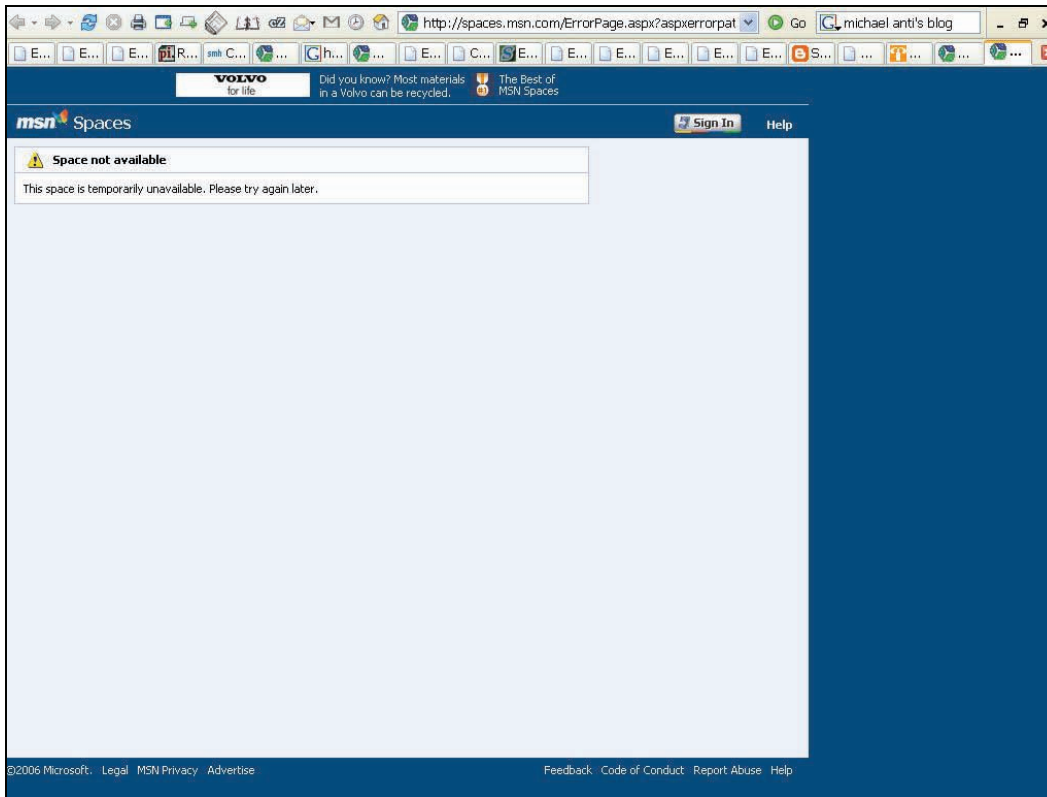 http://spaces.msn.com/ErrorPage.aspx?aspxerrorpat Go michael anti's blog
E... E... E... R... smh C... ... h... ... E... C... E... E... E... E... E... E... S... ... ... ... ...
VOLVO
for life
Did you know? Most materials
in a Volvo can be recycled.
#1
The Best of
MSN Spaces
msn Spaces Sign In Help
Space not available
This space is temporarily unavailable. Please try again later.
©2006 Microsoft. Legal MSN Privacy Advertise Feedback Code of Conduct Report Abuse Help